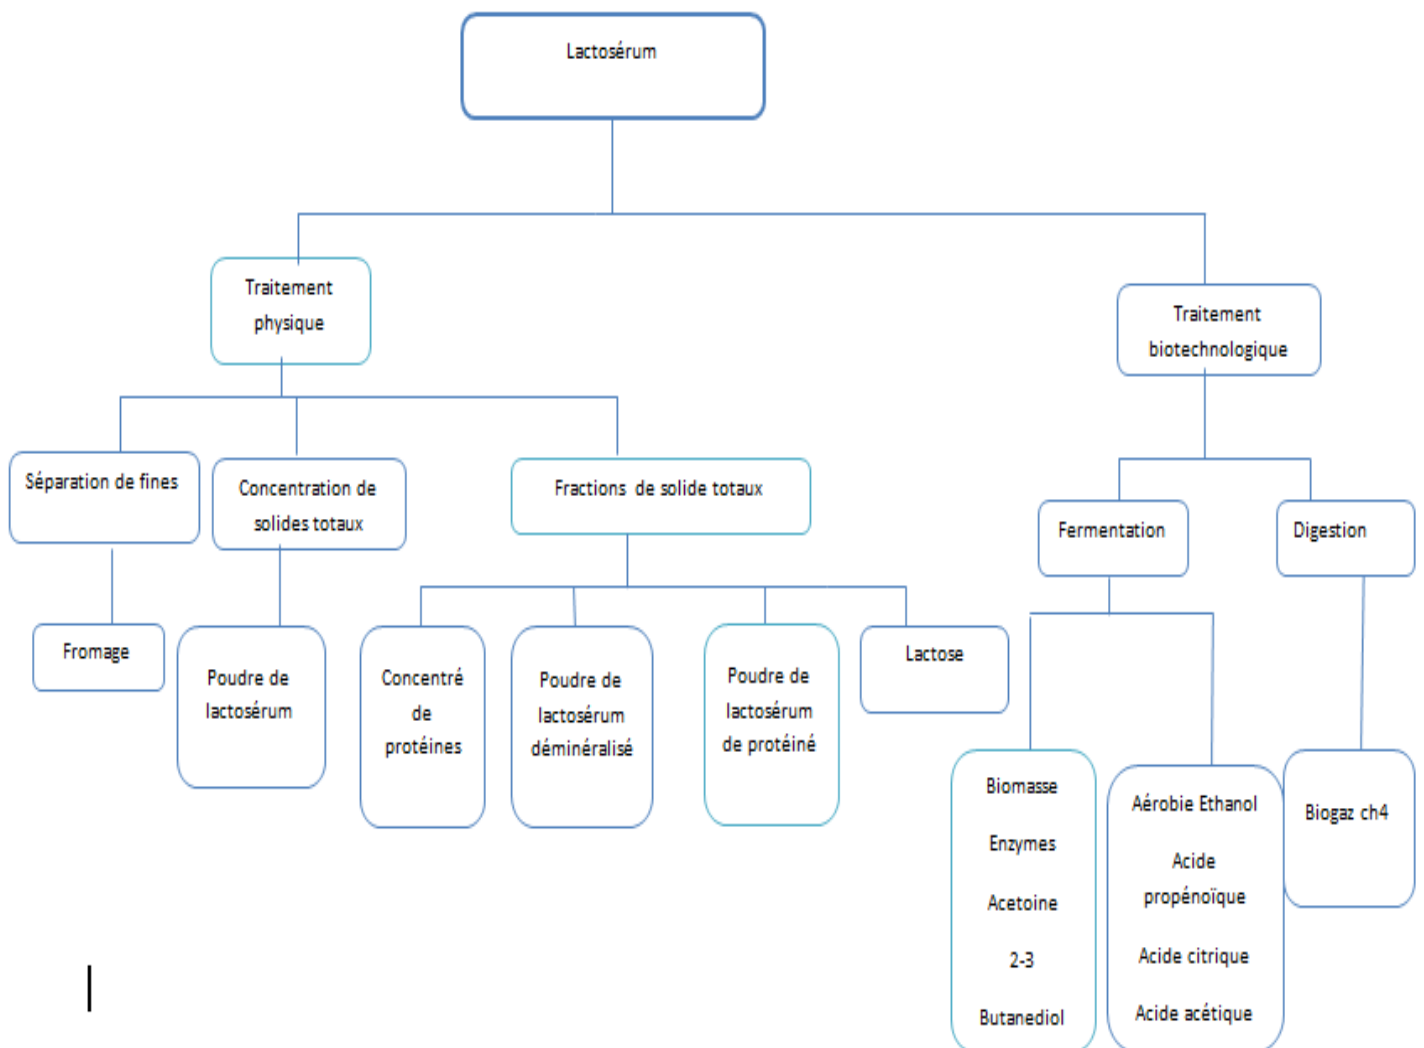 Lactosérum
Traitement
physique
Traitement
biotechnologique
Séparation de fines
Concentration de
solides totaux
Fractions de solide totaux
Fermentation
Digestion
Fromage
Poudre de
lactosérum
Concentré
de
protéines
Poudre de
lactosérum
déminéralisé
Poudre de
lactosérum
de protéiné
Lactose
Biomasse
Enzymes
Acetoine
2-3
Butanediol
Aérobie Ethanol
Acide
propénoïque
Acide citrique
Acide acétique
Biogaz ch4